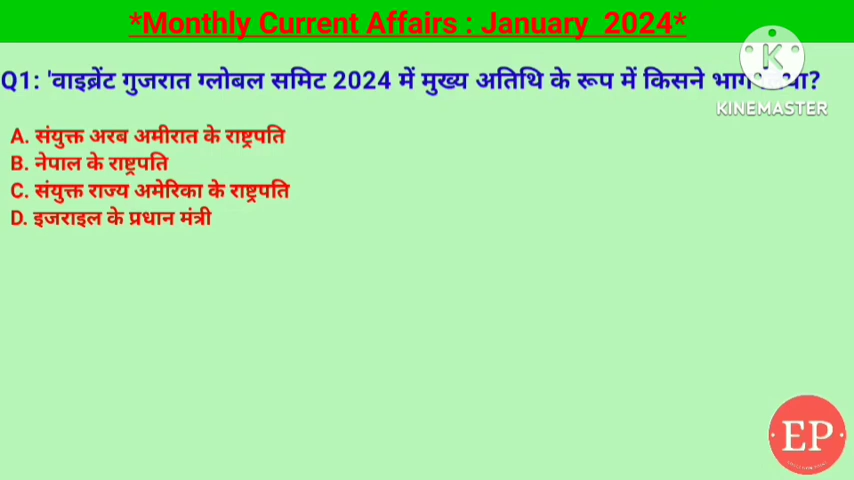 *Monthly Current Affairs : January 2024*
Q1: 'वाइब्रेंट गुजरात ग्लोबल समिट 2024 में मुख्य अतिथि के रूप में किसने भाग
KINEMASTER
A. संयुक्त अरब अमीरात के राष्ट्रपति
B. नेपाल के राष्ट्रपति
C. संयुक्त राज्य अमेरिका के राष्ट्रपति
D. इजराइल के प्रधान मंत्री
EP